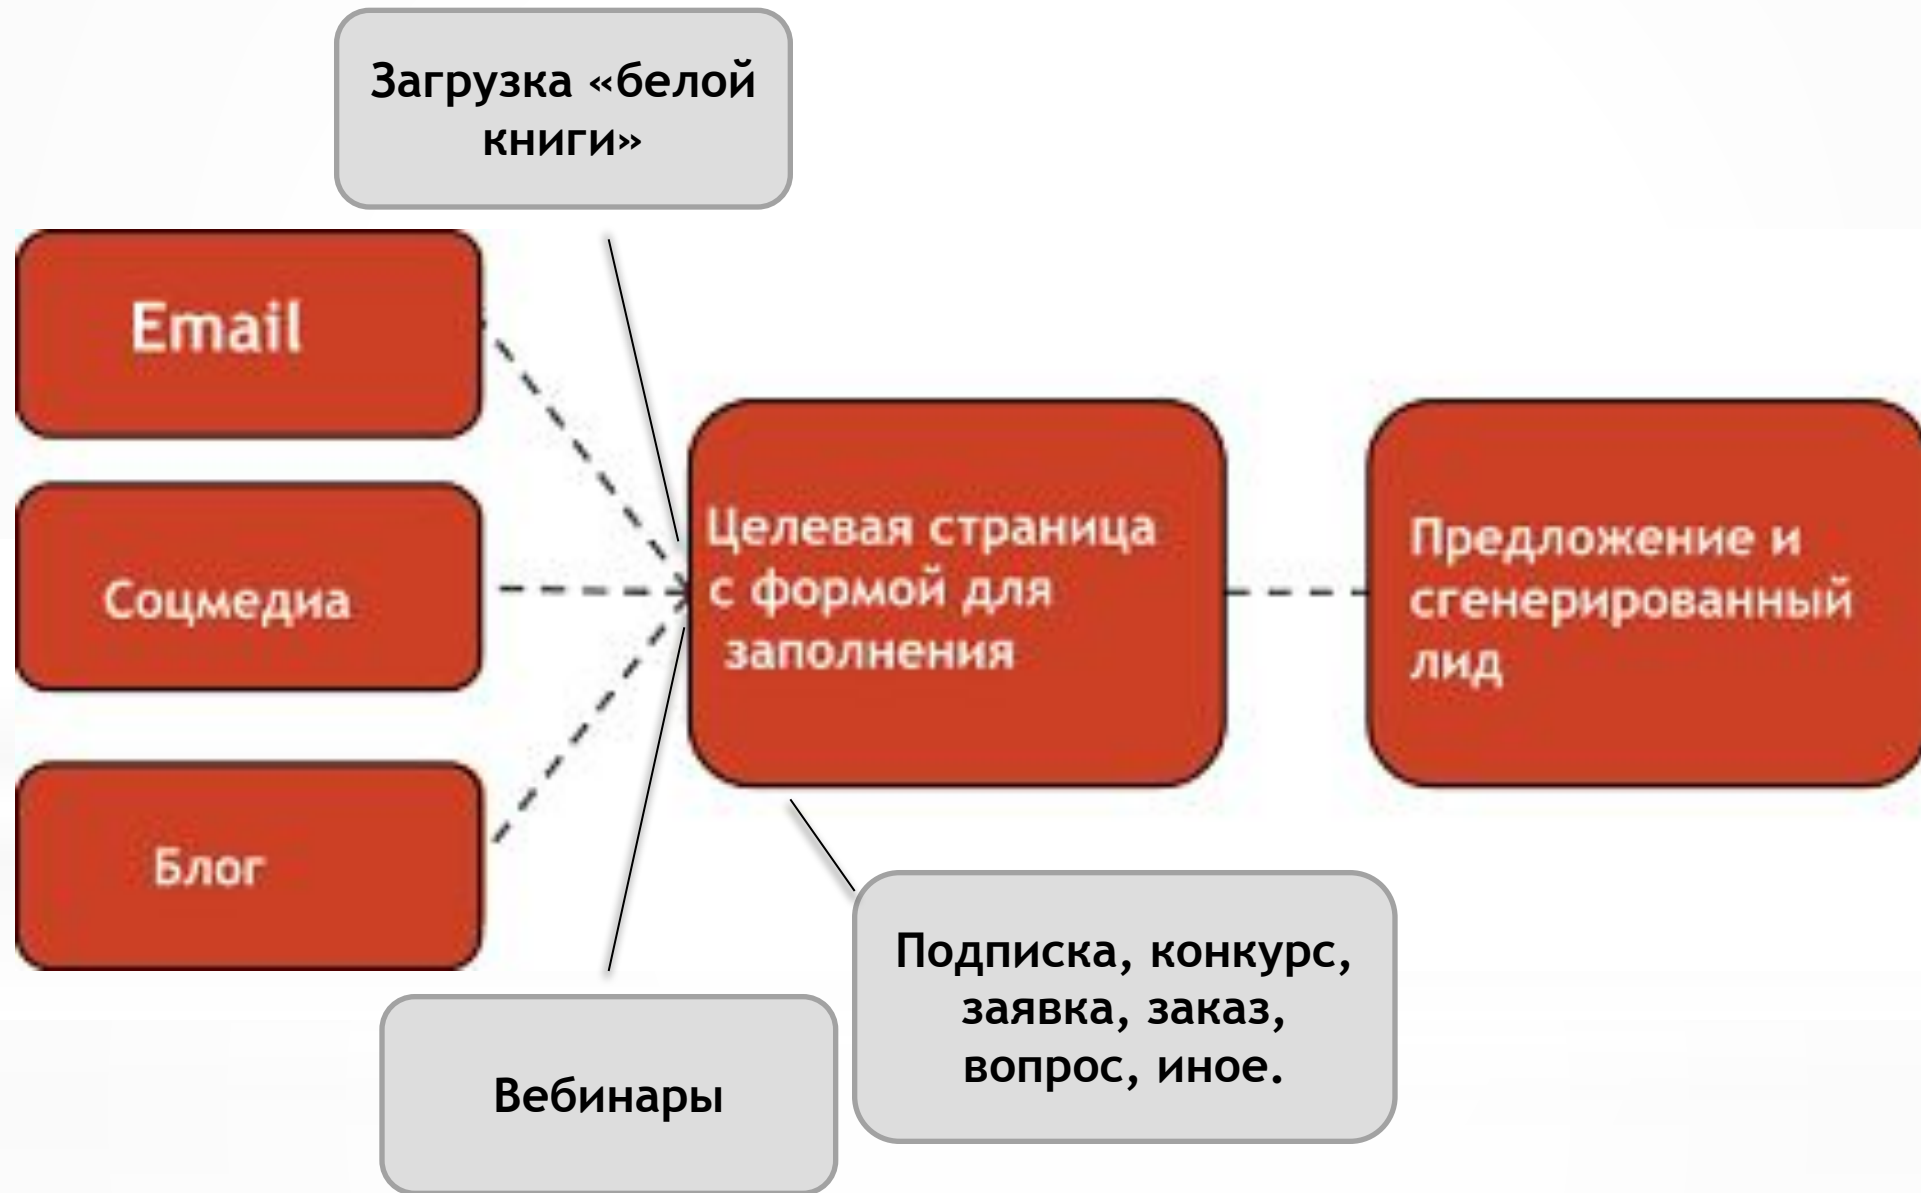 Загрузка «белой
книги»
Email
Соцмедиа
Блог
Целевая страница
с формой для
заполнения
Предложение и
сгенерированный
лид
Подписка, конкурс,
заявка, заказ,
вопрос, иное.
Вебинары